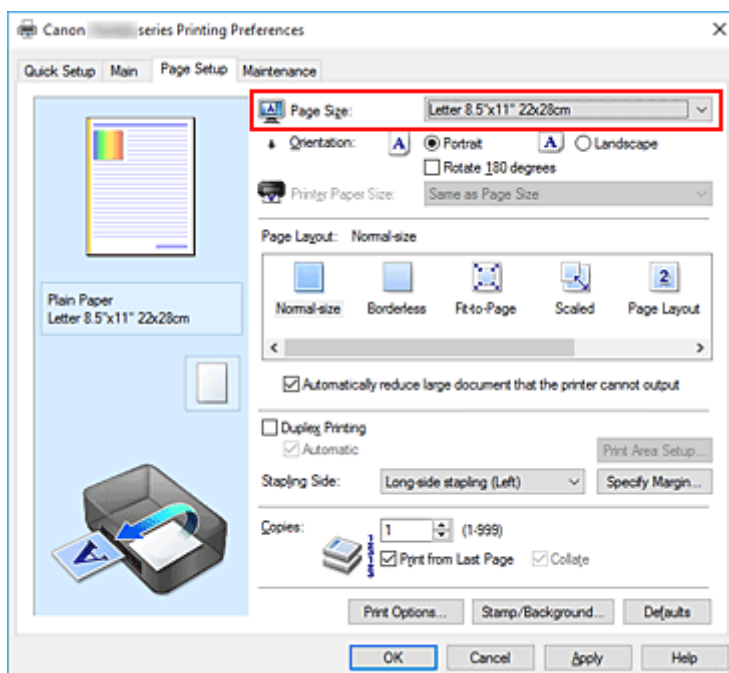 Canon series Printing Preferences
Quick Setup Main Page Setup Maintenance
Page Size: Letter 8.5"x11" 22x28cm
Orientation: A Portrait A Landscape
Rotate 180 degrees
Printer Paper Size: Same as Page Size
Page Layout: Normal-size
Normal-size Borderless Fit-to-Page Scaled Page Layout
Plain Paper
Letter 8.5"x11" 22x28cm
Automatically reduce large document that the printer cannot output
Duplex Printing
Automatic Print Area Setup...
Stapling Side: Long-side stapling (Left) Specify Margin...
Copies: 1 (1-999)
Print from Last Page Collate
Print Options... Stamp/Background... Defaults
OK Cancel Apply Help